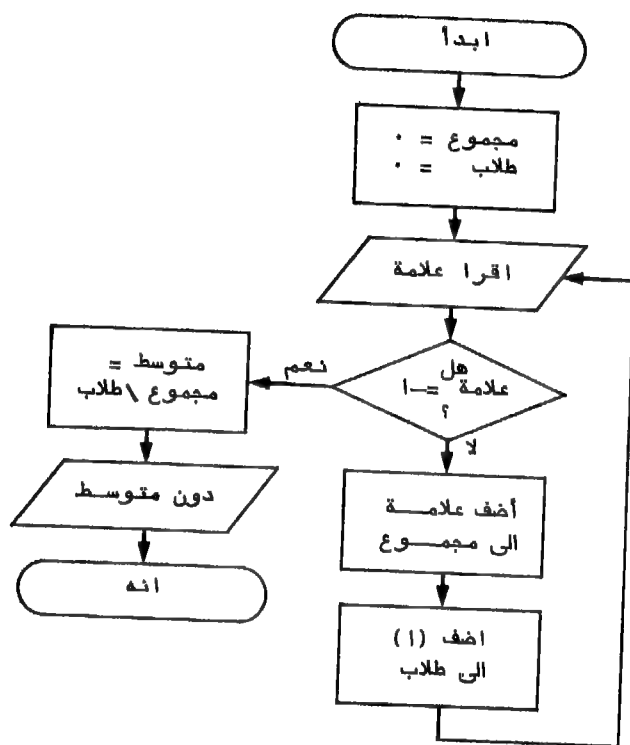 ابدأ
مجموع = ٠
طلاب = ٠
اقرا علامة
هل
علامة =-١
؟
نعم
لا
متوسط =
مجموع \ طلاب
دون متوسط
انه
أضف علامة
الى مجموع
اضف (١)
الى طلاب